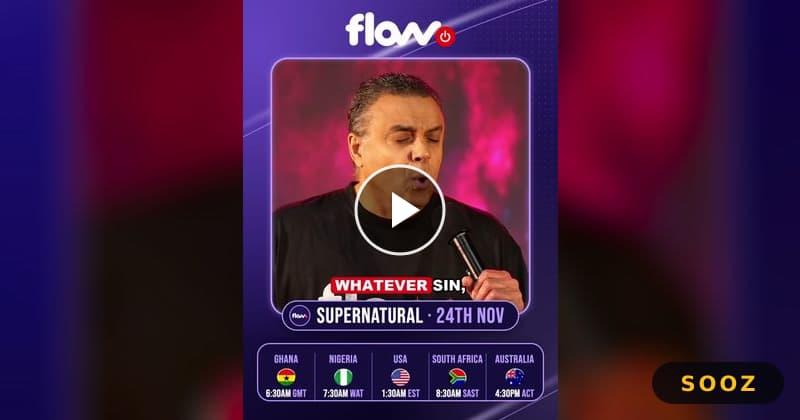 flow
WHATEVER SIN,
flow SUPERNATURAL · 24TH NOV
GHANA NIGERIA USA SOUTH AFRICA AUSTRALIA
6:30AM GMT 7:30AM WAT 1:30AM EST 8:30AM SAST 4:30PM ACT
SOOZ